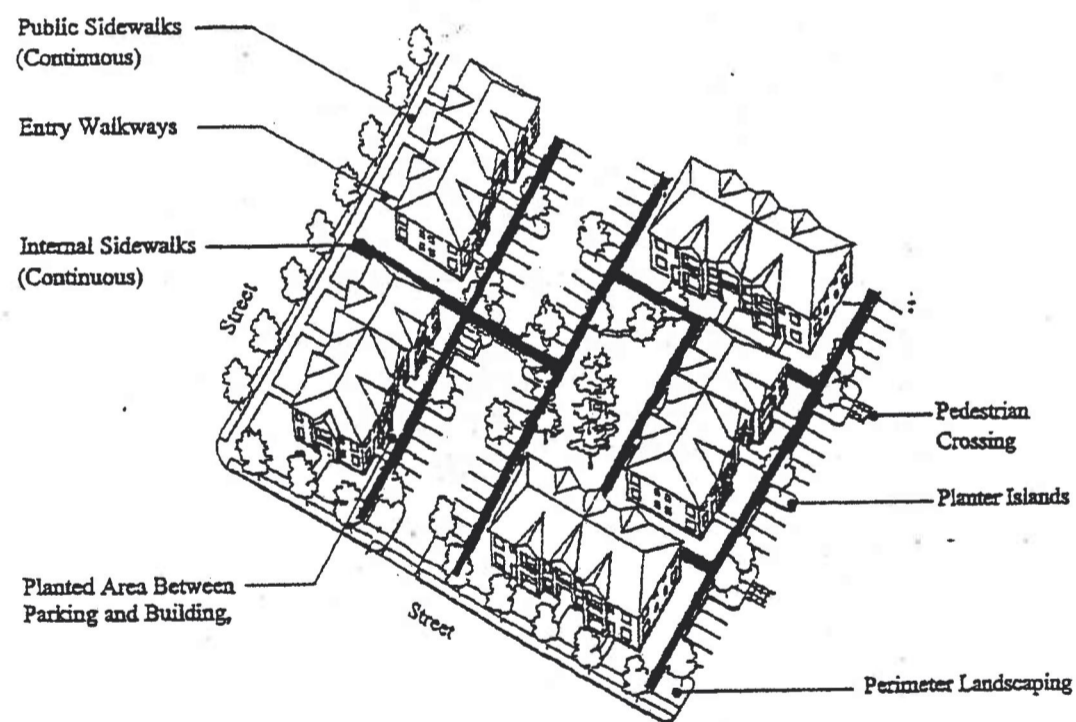 Public Sidewalks
(Continuous)
Entry Walkways
Internal Sidewalks
(Continuous)
Street
Pedestrian
Crossing
Planter Islands
Planted Area Between
Parking and Building,
Street
Perimeter Landscaping